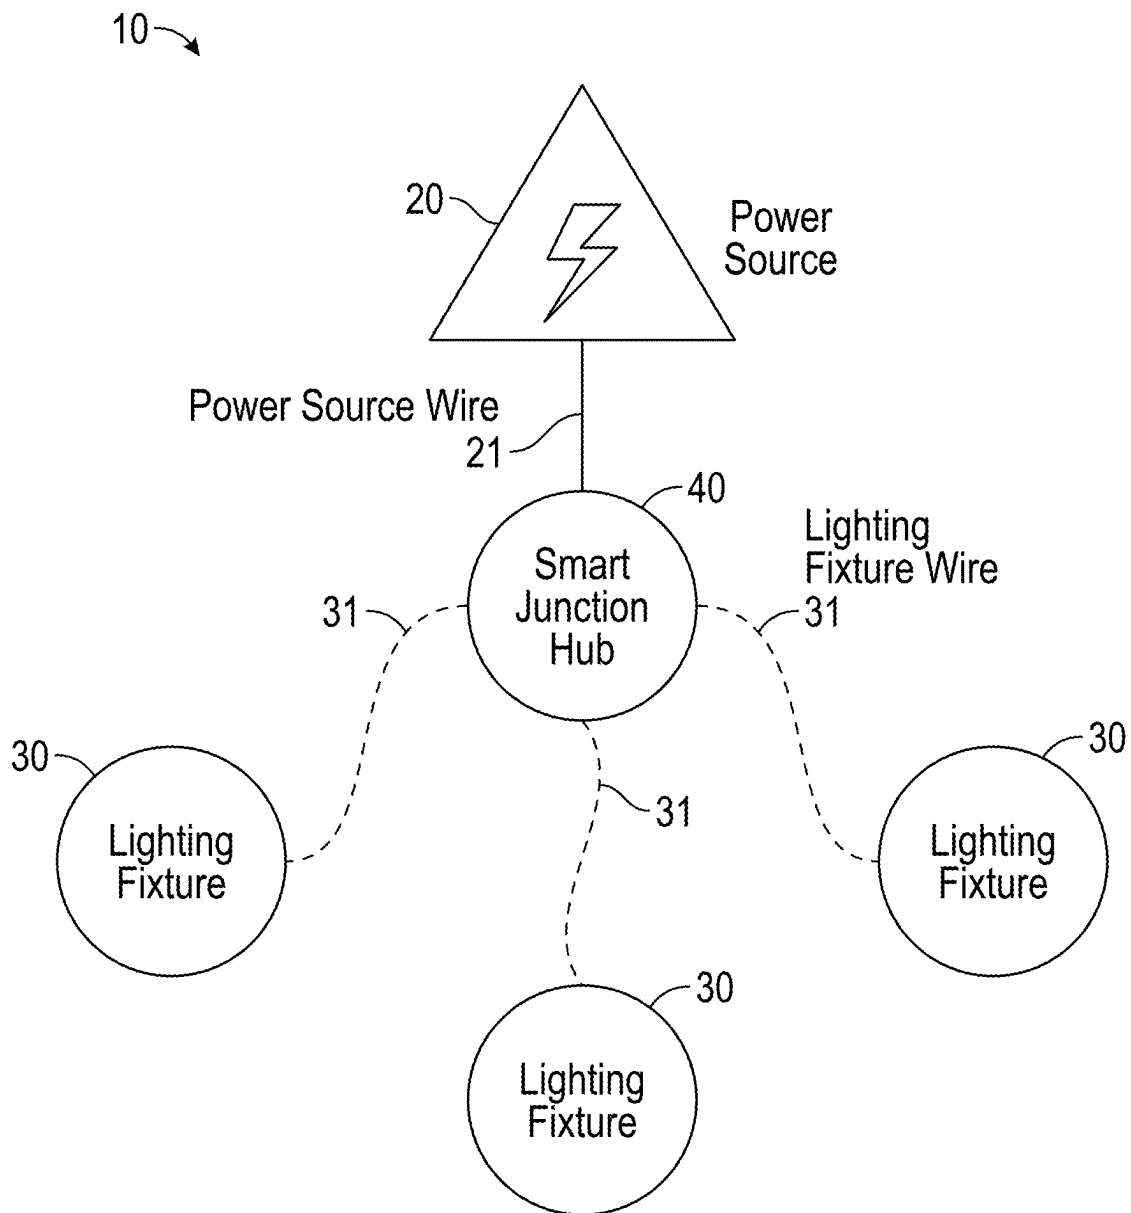 10
20
Power
Source
Power Source Wire
21
40
Smart
Junction
Hub
Lighting
Fixture Wire
31
31
30
Lighting
Fixture
31
30
Lighting
Fixture
30
Lighting
Fixture